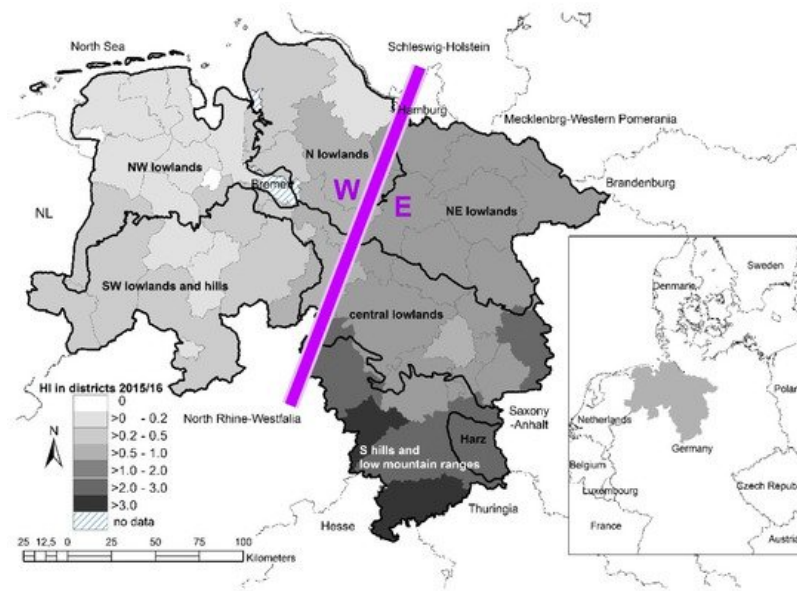 North Sea
Schleswig-Holstein
Hamburg
Mecklenbrg-Western Pomerania
N lowlands
NW lowlands
Bremen
W
E
Brandenburg
NL
NE lowlands
SW lowlands and hills
central lowlands
HI in districts 2015/16
0
>0 - 0.2
>0.2 - 0.5
>0.5 - 1.0
>1.0 - 2.0
>2.0 - 3.0
>3.0
no data
N
North Rhine-Westfalia
Saxony
-Anhalt
Harz
S hills and
low mountain ranges
Thuringia
Hesse
25 12,5 0 25 50 75 100
Kilometers
Sweden
Denmark
Netherlands
Germany
Belgium
Luxembourg
France
Polan
Czech Republ
Austria